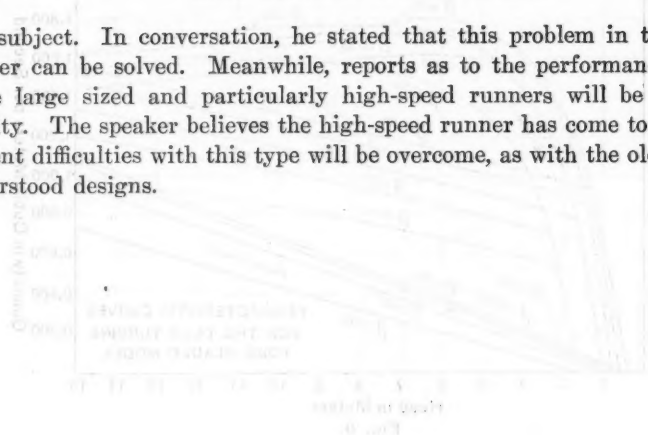 subject. In conversation, he stated that this problem in t
er can be solved. Meanwhile, reports as to the performan
large sized and particularly high-speed runners will be
ty. The speaker believes the high-speed runner has come to
nt difficulties with this type will be overcome, as with the ol
rstood designs.